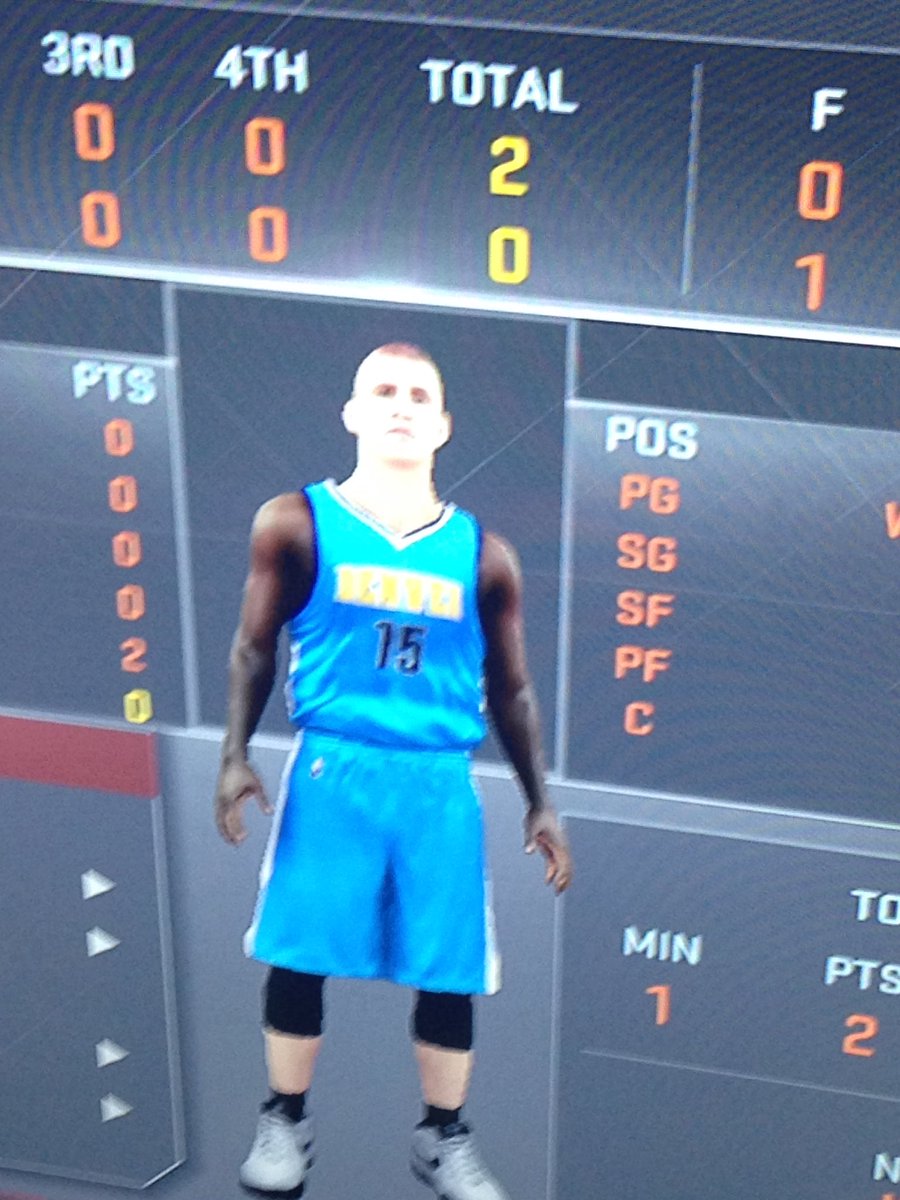 3RD 4TH TOTAL F
0 0 2 0
0 0 0 1
PTS
0
0
0
0
2
0
POS
PG
SG
SF
PF
C
DENVER
15
MIN PTS
1 2